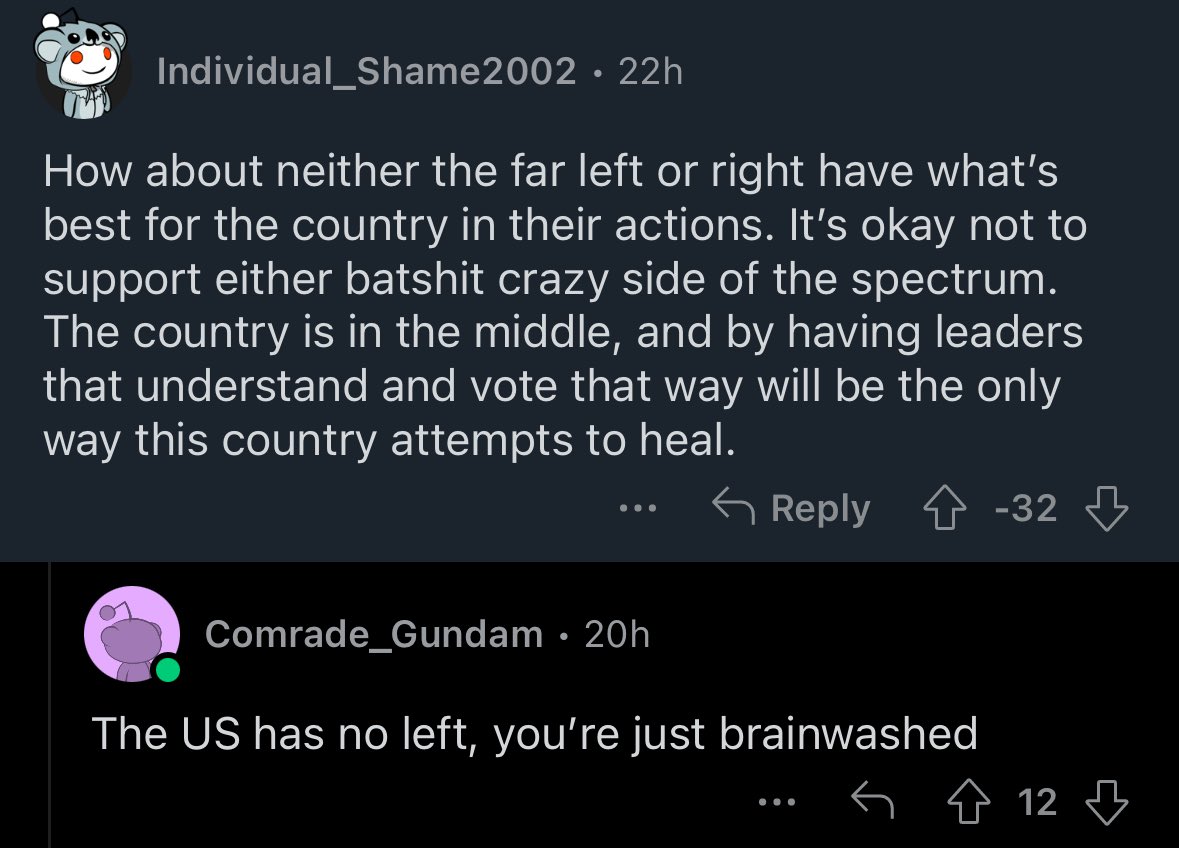 Individual_Shame2002 • 22h
How about neither the far left or right have what’s
best for the country in their actions. It’s okay not to
support either batshit crazy side of the spectrum.
The country is in the middle, and by having leaders
that understand and vote that way will be the only
way this country attempts to heal.
... Reply -32
Comrade_Gundam • 20h
The US has no left, you’re just brainwashed
... 12